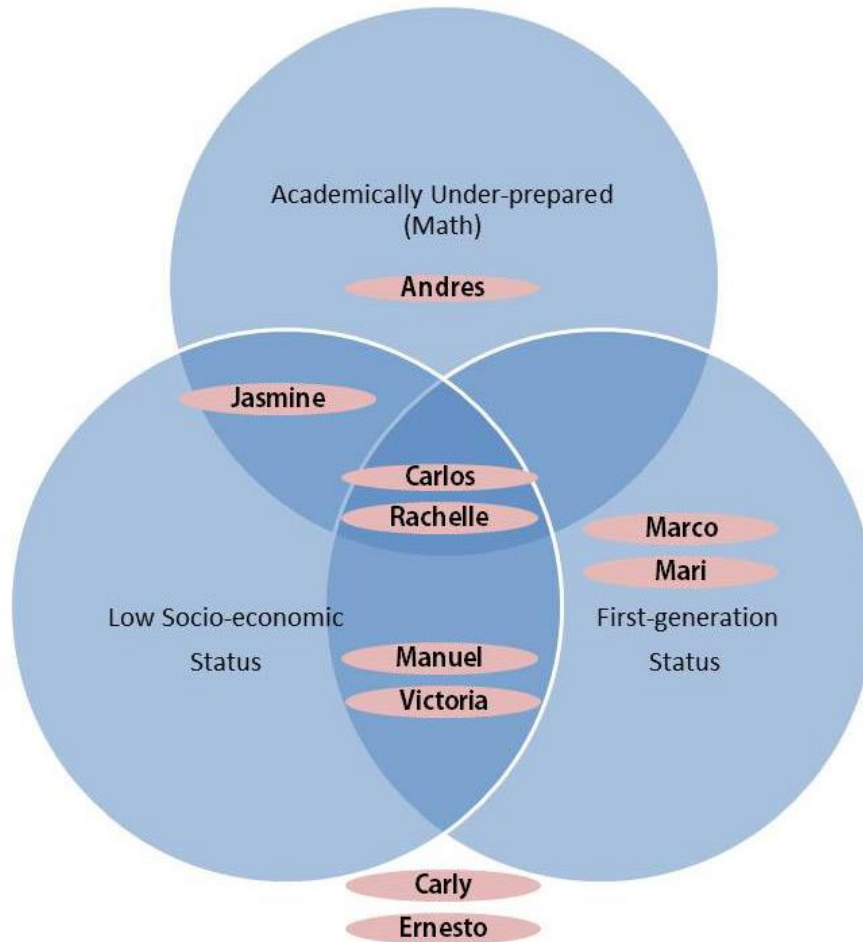 Academically Under-prepared
(Math)
Andres
Jasmine
Carlos
Rachelle
Marco
Mari
Low Socio-economic
Status
First-generation
Status
Manuel
Victoria
Carly
Ernesto